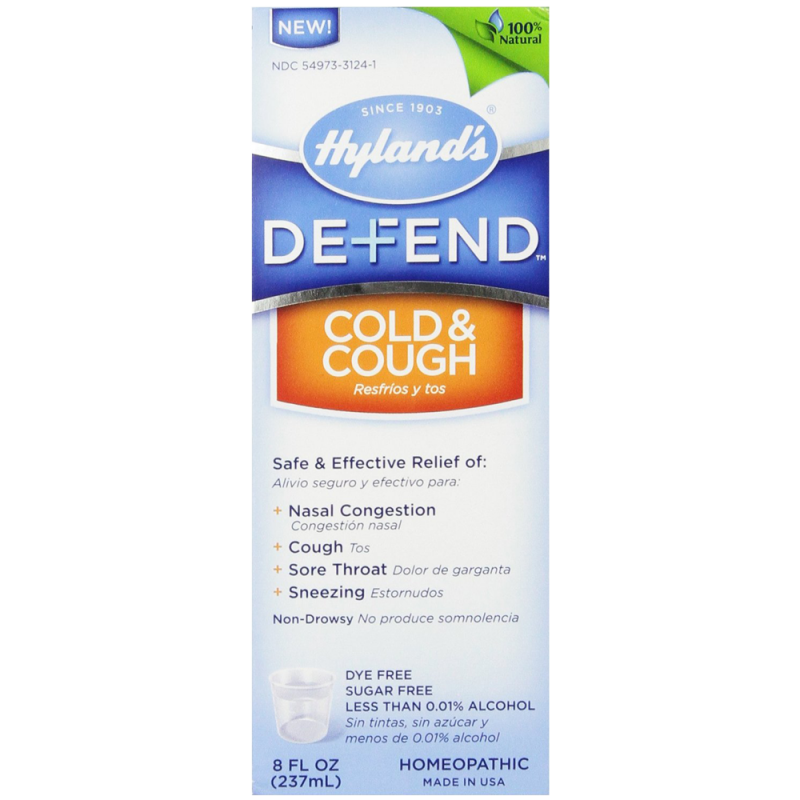 NEW!
100%
Natural
NDC 54973-3124-1
SINCE 1903
Hyland's®
DEFEND™
COLD &
COUGH
Resfríos y tos
Safe & Effective Relief of:
Alivio seguro y efectivo para:
+ Nasal Congestion
Congestión nasal
+ Cough Tos
+ Sore Throat Dolor de garganta
+ Sneezing Estornudos
Non-Drowsy No produce somnolencia
DYE FREE
SUGAR FREE
LESS THAN 0.01% ALCOHOL
Sin tintas, sin azúcar y
menos de 0.01% alcohol
8 FL OZ
(237mL)
HOMEOPATHIC
MADE IN USA